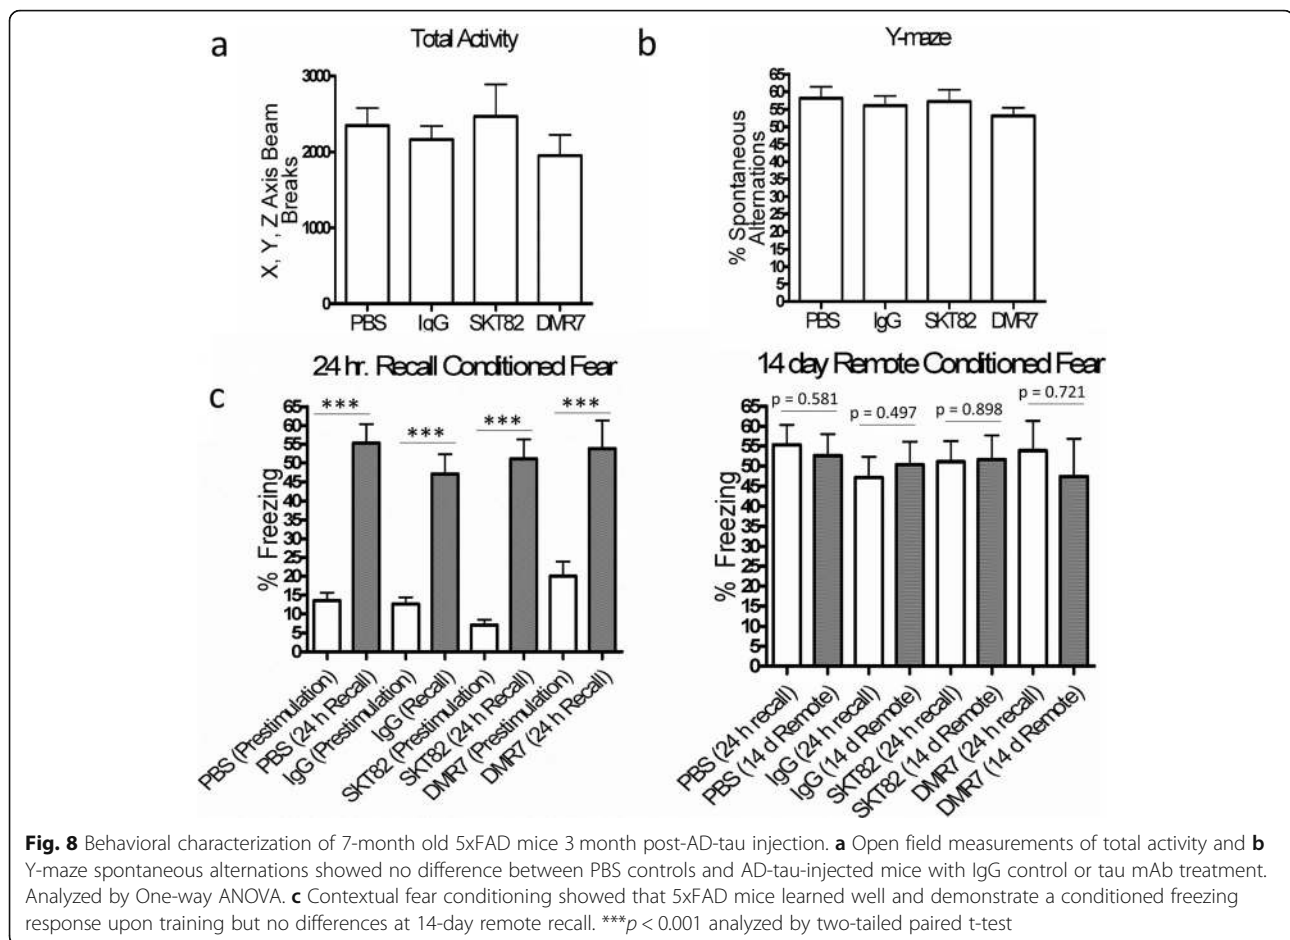 a
Total Activity
X, Y, Z Axis Beam
Breaks
3000
2000
1000
0
PBS IgG SKT82 DMR7
b
Y-maze
% Spontaneous
Alternations
65
60
55
50
45
40
35
30
25
20
15
10
5
0
PBS IgG SKT82 DMR7
c
24 hr. Recall Conditioned Fear
% Freezing
65
60
55
50
45
40
35
30
25
20
15
10
5
0
*** *** *** ***
PBS (Prestimulation)
PBS (24 h Recall)
IgG (Prestimulation)
IgG (Recall)
SKT82 (Prestimulation)
SKT82 (24 h Recall)
DMR7 (Prestimulation)
DMR7 (24 h Recall)
14 day Remote Conditioned Fear
% Freezing
65
60
55
50
45
40
35
30
25
20
15
10
5
0
p = 0.581 p = 0.497 p = 0.898 p = 0.721
PBS (24 h recall)
PBS (14 d Remote)
IgG (24 h recall)
IgG (14 d Remote)
SKT82 (24 h recall)
SKT82 (14 d Remote)
DMR7 (24 h recall)
DMR7 (14 d Remote)
Fig. 8 Behavioral characterization of 7-month old 5xFAD mice 3 month post-AD-tau injection. a Open field measurements of total activity and b
Y-maze spontaneous alternations showed no difference between PBS controls and AD-tau-injected mice with IgG control or tau mAb treatment.
Analyzed by One-way ANOVA. c Contextual fear conditioning showed that 5xFAD mice learned well and demonstrate a conditioned freezing
response upon training but no differences at 14-day remote recall. ***p < 0.001 analyzed by two-tailed paired t-test